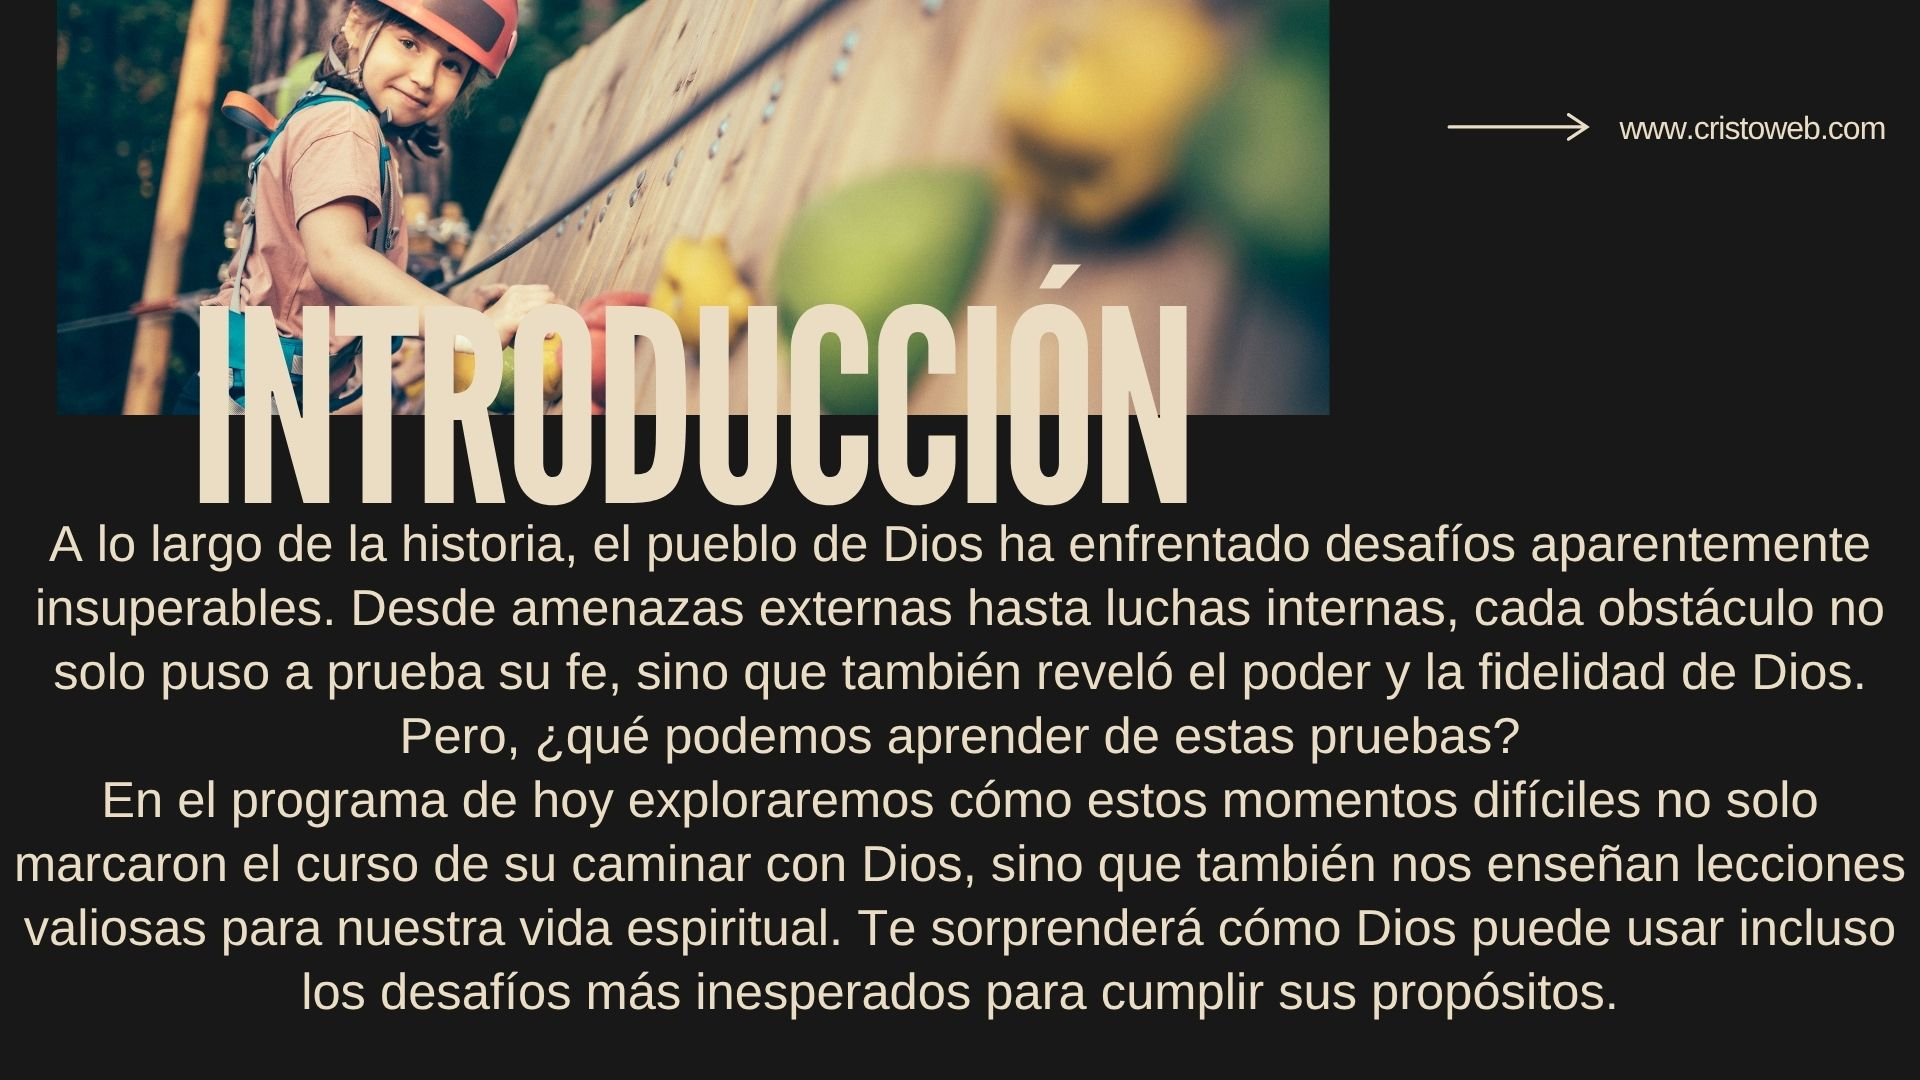 www.cristoweb.com
INTRODUCCIÓN
A lo largo de la historia, el pueblo de Dios ha enfrentado desafíos aparentemente
insuperables. Desde amenazas externas hasta luchas internas, cada obstáculo no
solo puso a prueba su fe, sino que también reveló el poder y la fidelidad de Dios.
Pero, ¿qué podemos aprender de estas pruebas?
En el programa de hoy exploraremos cómo estos momentos difíciles no solo
marcaron el curso de su caminar con Dios, sino que también nos enseñan lecciones
valiosas para nuestra vida espiritual. Te sorprenderá cómo Dios puede usar incluso
los desafíos más inesperados para cumplir sus propósitos.